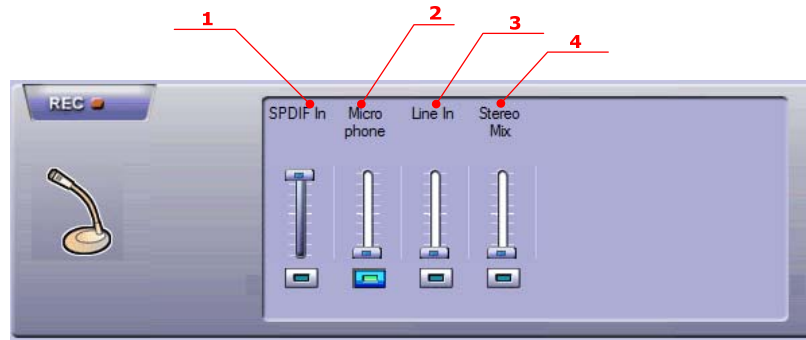 1
2
3
4
REC
SPDIF In
Micro
phone
Line In
Stereo
Mix